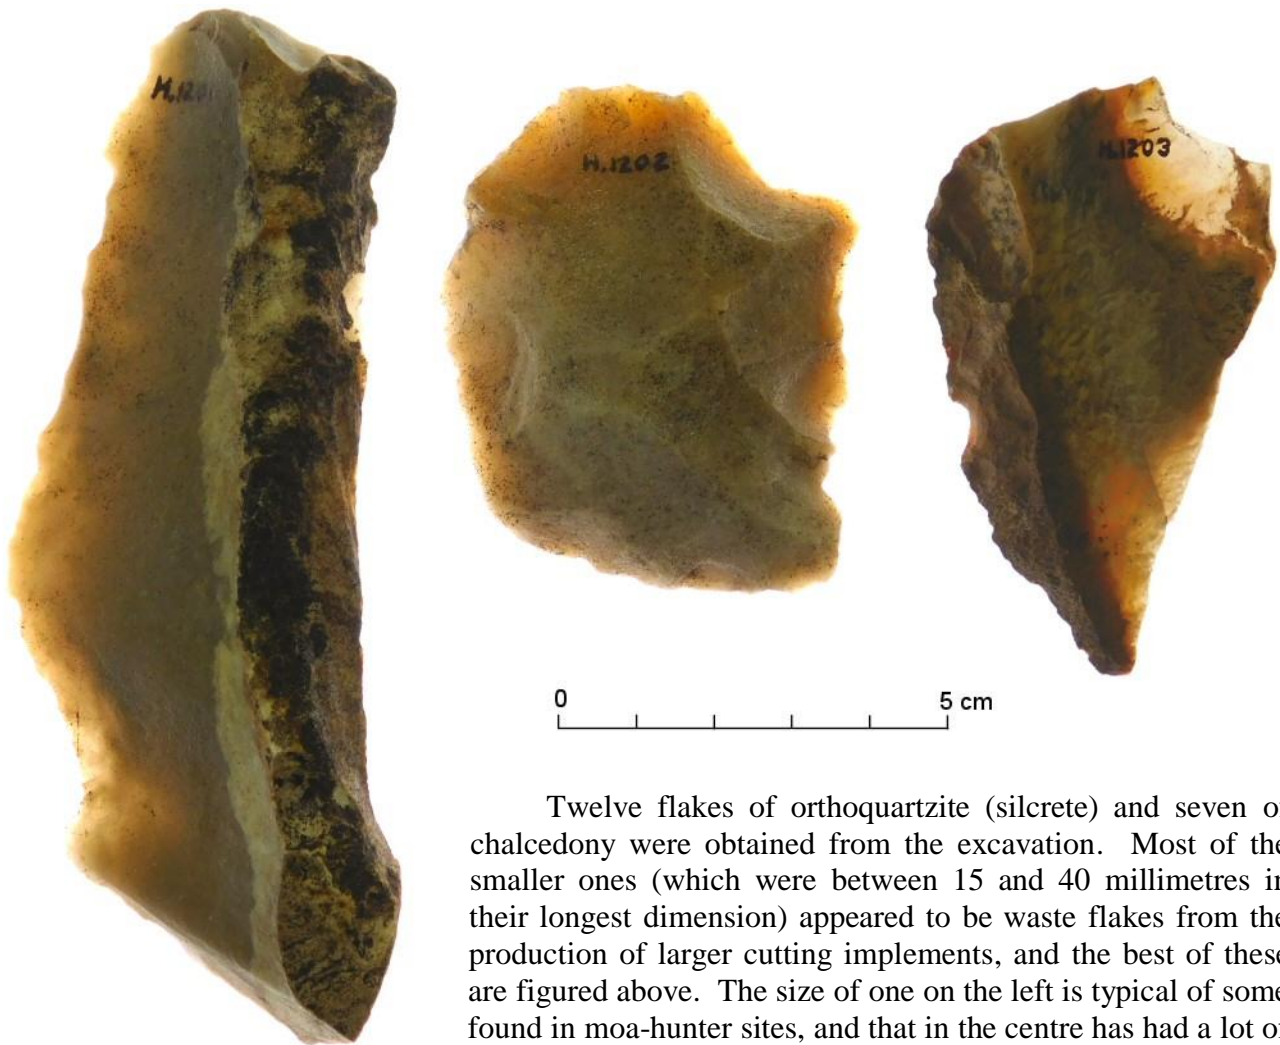 H.1202
H.1203
0 5 cm
Twelve flakes of orthoquartzite (silcrete) and seven of
chalcedony were obtained from the excavation. Most of the
smaller ones (which were between 15 and 40 millimetres in
their longest dimension) appeared to be waste flakes from the
production of larger cutting implements, and the best of these
are figured above. The size of one on the left is typical of some
found in moa-hunter sites, and that in the centre has had a lot of